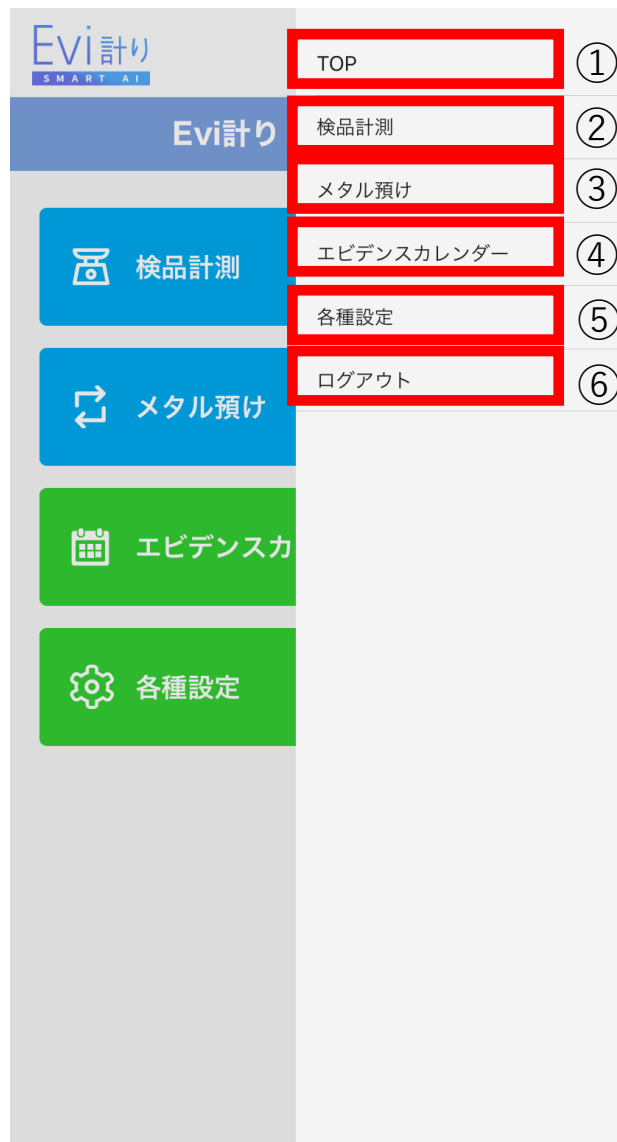 Evi計り
SMART AI
Evi計り
検品計測
メタル預け
エビデンスカ
各種設定
TOP ①
検品計測 ②
メタル預け ③
エビデンスカレンダー ④
各種設定 ⑤
ログアウト ⑥